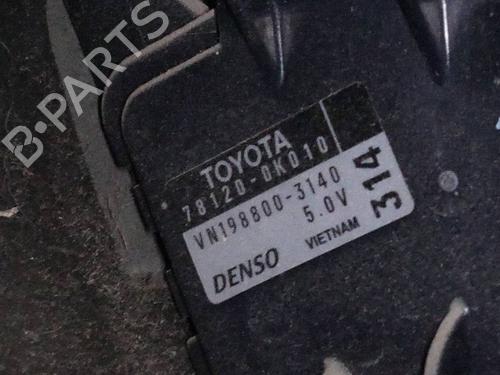 B-PARTS
TOYOTA
78120-0K010
VN198800-3140
5.0V
314
DENSO
VIETNAM